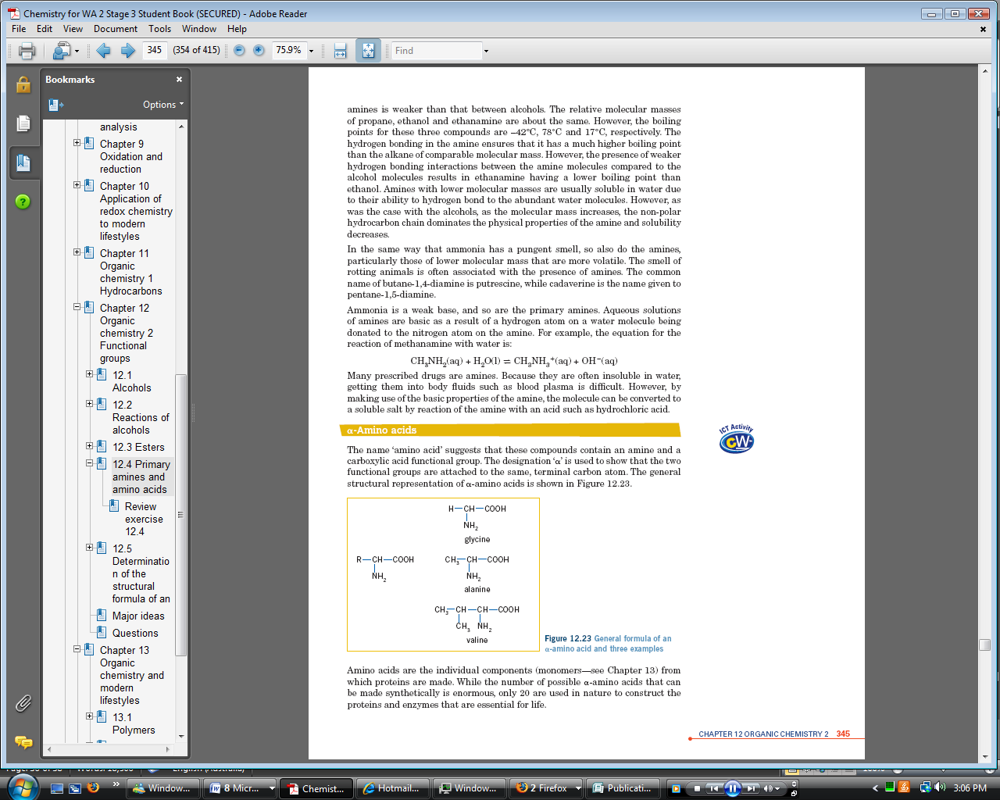 Chemistry for WA 2 Stage 3 Student Book (SECURED) - Adobe Reader
File Edit View Document Tools Window Help
345 (354 of 415) 75.9% Find
Bookmarks
Options
analysis
Chapter 9
Oxidation and
reduction
Chapter 10
Application of
redox chemistry
to modern
lifestyles
Chapter 11
Organic
chemistry 1
Hydrocarbons
Chapter 12
Organic
chemistry 2
Functional
groups
12.1
Alcohols
12.2
Reactions of
alcohols
12.3 Esters
12.4 Primary
amines and
amino acids
Review
exercise
12.4
12.5
Determinatio
n of the
structural
formula of an
Major ideas
Questions
Chapter 13
Organic
chemistry and
modern
lifestyles
13.1
Polymers
amines is weaker than that between alcohols. The relative molecular masses
of propane, ethanol and ethanamine are about the same. However, the boiling
points for these three compounds are –42°C, 78°C and 17°C, respectively. The
hydrogen bonding in the amine ensures that it has a much higher boiling point
than the alkane of comparable molecular mass. However, the presence of weaker
hydrogen bonding interactions between the amine molecules compared to the
alcohol molecules results in ethanamine having a lower boiling point than
ethanol. Amines with lower molecular masses are usually soluble in water due
to their ability to hydrogen bond to the abundant water molecules. However, as
was the case with the alcohols, as the molecular mass increases, the non-polar
hydrocarbon chain dominates the physical properties of the amine and solubility
decreases.
In the same way that ammonia has a pungent smell, so also do the amines,
particularly those of lower molecular mass that are more volatile. The smell of
rotting animals is often associated with the presence of amines. The common
name of butane-1,4-diamine is putrescine, while cadaverine is the name given to
pentane-1,5-diamine.
Ammonia is a weak base, and so are the primary amines. Aqueous solutions
of amines are basic as a result of a hydrogen atom on a water molecule being
donated to the nitrogen atom on the amine. For example, the equation for the
reaction of methanamine with water is:
CH₃NH₂(aq) + H₂O(l) ⇌ CH₃NH₃⁺(aq) + OH⁻(aq)
Many prescribed drugs are amines. Because they are often insoluble in water,
getting them into body fluids such as blood plasma is difficult. However, by
making use of the basic properties of the amine, the molecule can be converted to
a soluble salt by reaction of the amine with an acid such as hydrochloric acid.
α-Amino acids
ICT Activity
CW
The name ‘amino acid’ suggests that these compounds contain an amine and a
carboxylic acid functional group. The designation ‘α’ is used to show that the two
functional groups are attached to the same, terminal carbon atom. The general
structural representation of α-amino acids is shown in Figure 12.23.
H—CH—COOH
NH₂
glycine
R—CH—COOH
NH₂
CH₃—CH—COOH
NH₂
alanine
CH₃—CH—CH—COOH
CH₃ NH₂
valine
Figure 12.23 General formula of an
α-amino acid and three examples
Amino acids are the individual components (monomers—see Chapter 13) from
which proteins are made. While the number of possible α-amino acids that can
be made synthetically is enormous, only 20 are used in nature to construct the
proteins and enzymes that are essential for life.
CHAPTER 12 ORGANIC CHEMISTRY 2 345
Window... 8 Micr... Chemist... Hotmail... Window... 2 Firefox Publicati... 3:06 PM